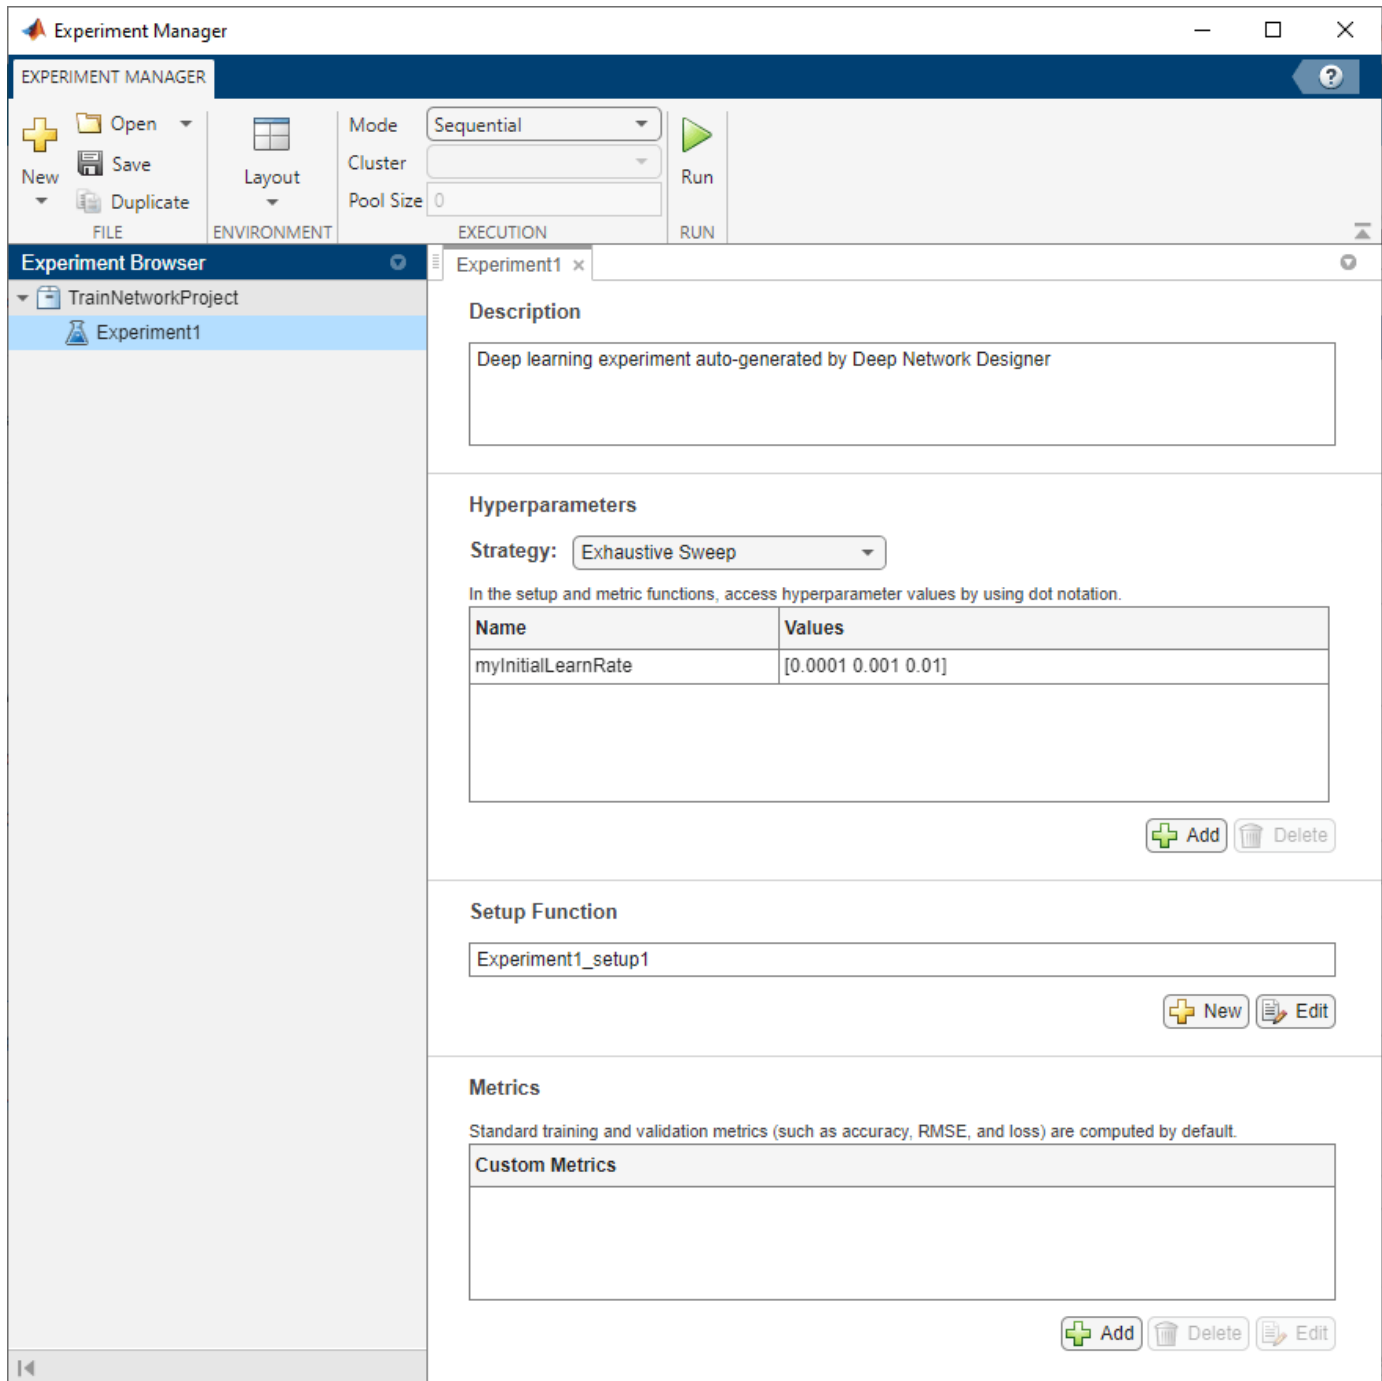 Experiment Manager
EXPERIMENT MANAGER
?
New
Open
Save
Duplicate
FILE
Layout
ENVIRONMENT
Mode Sequential
Cluster
Pool Size 0
EXECUTION
Run
RUN
Experiment Browser
TrainNetworkProject
Experiment1
Experiment1 ×
Description
Deep learning experiment auto-generated by Deep Network Designer
Hyperparameters
Strategy: Exhaustive Sweep
In the setup and metric functions, access hyperparameter values by using dot notation.
Name Values
myInitialLearnRate [0.0001 0.001 0.01]
Add Delete
Setup Function
Experiment1_setup1
New Edit
Metrics
Standard training and validation metrics (such as accuracy, RMSE, and loss) are computed by default.
Custom Metrics
Add Delete Edit